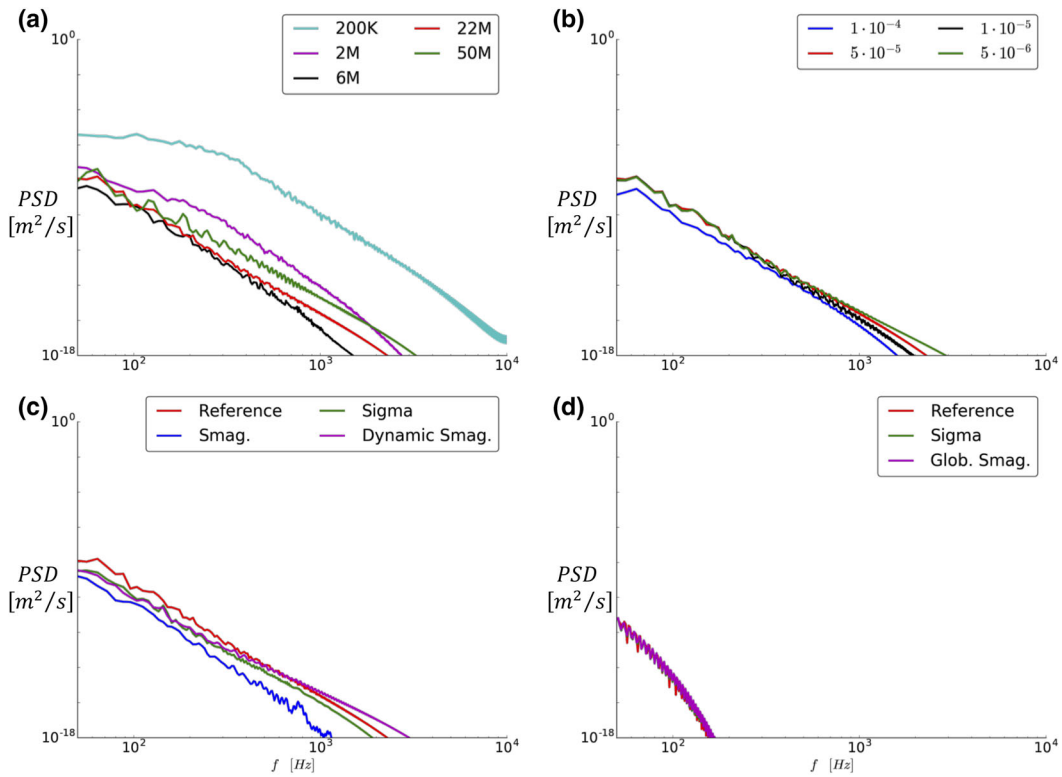 (a)
10^0
200K 22M
2M 50M
6M
PSD
[m^2/s]
10^-18
10^2 10^3 10^4
(b)
10^0
1 · 10^-4 1 · 10^-5
5 · 10^-5 5 · 10^-6
PSD
[m^2/s]
10^-18
10^2 10^3 10^4
(c)
10^0
Reference Sigma
Smag. Dynamic Smag.
PSD
[m^2/s]
10^-18
10^2 10^3 10^4
f [Hz]
(d)
10^0
Reference
Sigma
Glob. Smag.
PSD
[m^2/s]
10^-18
10^2 10^3 10^4
f [Hz]